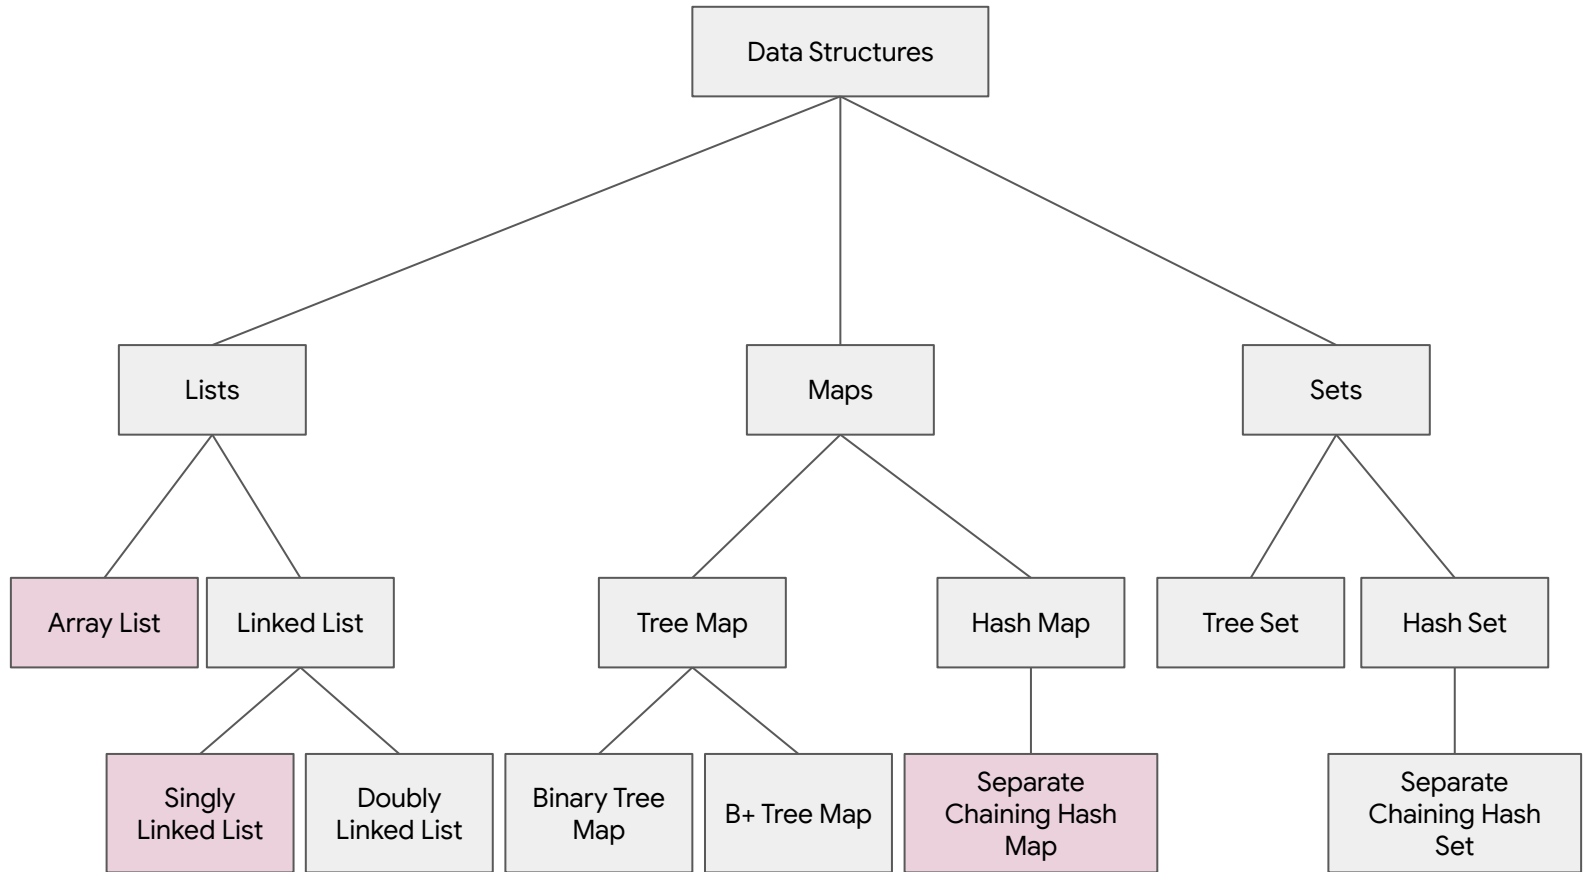 Data Structures
Lists
Maps
Sets
Array List
Linked List
Tree Map
Hash Map
Tree Set
Hash Set
Singly
Linked List
Doubly
Linked List
Binary Tree
Map
B+ Tree Map
Separate
Chaining Hash
Map
Separate
Chaining Hash
Set